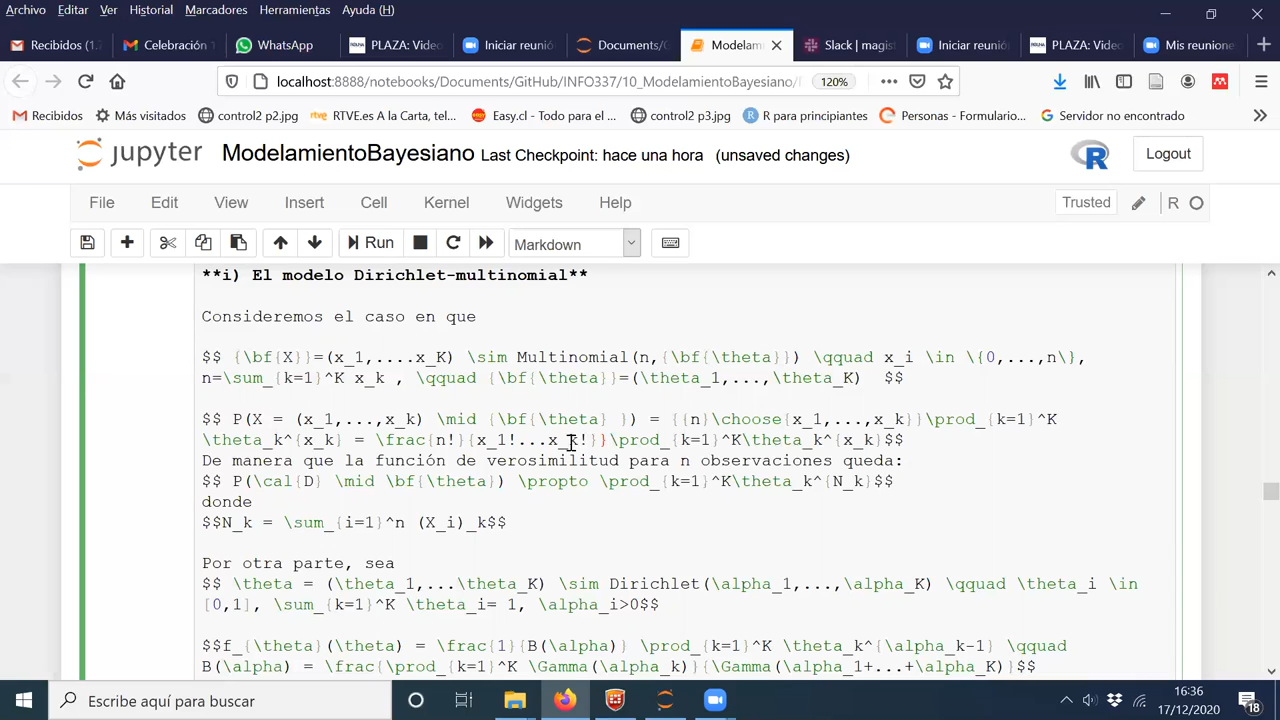 Archivo Editar Ver Historial Marcadores Herramientas Ayuda (H)
Recibidos (1. Celebración 1 WhatsApp PLAZA: Vide Iniciar reunió Documents/G Modelam Slack | magis Iniciar reunió PLAZA: Vide Mis reunione
localhost:8888/notebooks/Documents/GitHub/INFO337/10_ModelamientoBayesiano/ 120%
Recibidos Más visitados control2 p2.jpg RTVE.es A La Carta, tel... Easy.cl - Todo para el ... control2 p3.jpg R para principiantes Personas - Formulario... Servidor no encontrado
jupyter ModelamientoBayesiano Last Checkpoint: hace una hora (unsaved changes) Logout
File Edit View Insert Cell Kernel Widgets Help Trusted R
Run Markdown
**i) El modelo Dirichlet-multinomial**
Consideremos el caso en que
$$ {\bf{X}}=(x_1,....x_K) \sim Multinomial(n,{\bf{\theta}}) \qquad x_i \in \{0,...,n\},
n=\sum_{k=1}^K x_k , \qquad {\bf{\theta}}=(\theta_1,...,\theta_K)  $$
$$ P(X = (x_1,...,x_k) \mid {\bf{\theta} }) = {{n}\choose{x_1,...,x_k}}\prod_{k=1}^K
\theta_k^{x_k} = \frac{n!}{x_1!...x_k!}}\prod_{k=1}^K\theta_k^{x_k}$$
De manera que la función de verosimilitud para n observaciones queda:
$$ P(\cal{D} \mid \bf{\theta}) \propto \prod_{k=1}^K\theta_k^{N_k}$$
donde
$$N_k = \sum_{i=1}^n (X_i)_k$$
Por otra parte, sea
$$ \theta = (\theta_1,...\theta_K) \sim Dirichlet(\alpha_1,...,\alpha_K) \qquad \theta_i \in
[0,1], \sum_{k=1}^K \theta_i= 1, \alpha_i>0$$
$$f_{\theta}(\theta) = \frac{1}{B(\alpha)} \prod_{k=1}^K \theta_k^{\alpha_k-1} \qquad
B(\alpha) = \frac{\prod_{k=1}^K \Gamma(\alpha_k)}{\Gamma(\alpha_1+...+\alpha_K)}$$
Escribe aquí para buscar
16:36
17/12/2020
18